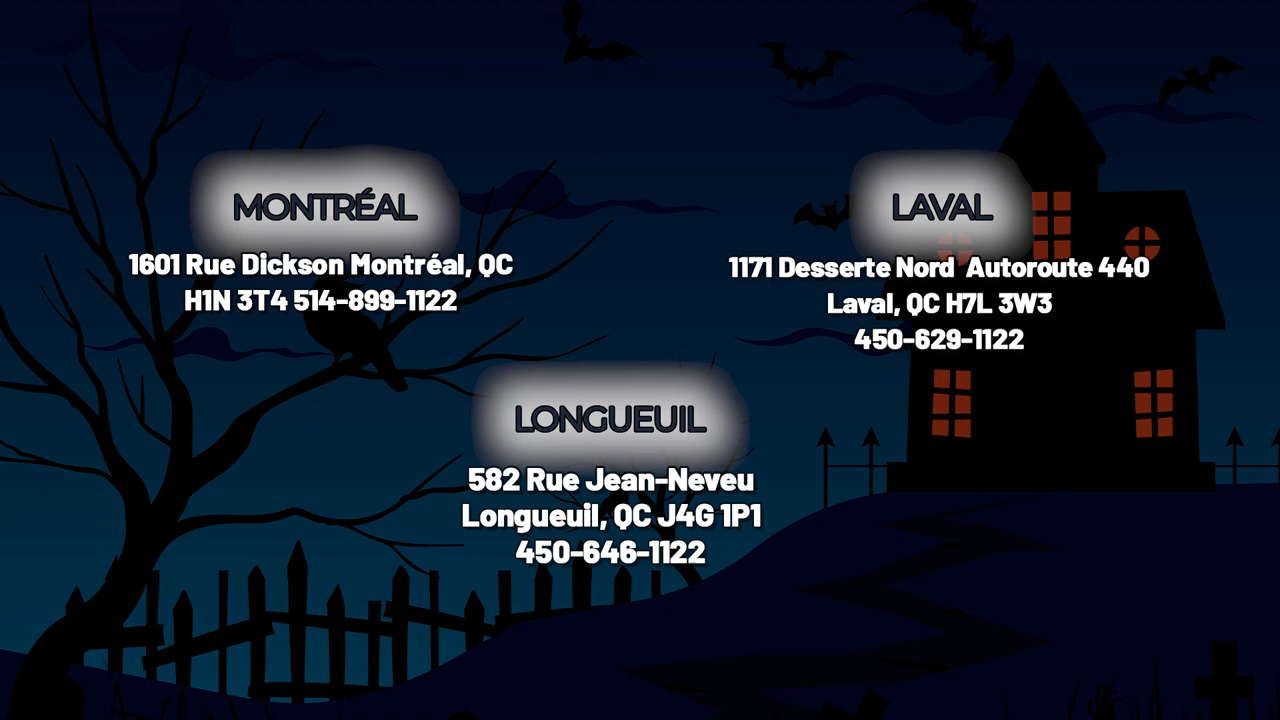 MONTRÉAL
1601 Rue Dickson Montréal, QC
H1N 3T4 514-899-1122
LAVAL
1171 Desserte Nord  Autoroute 440
Laval, QC H7L 3W3
450-629-1122
LONGUEUIL
582 Rue Jean-Neveu
Longueuil, QC J4G 1P1
450-646-1122